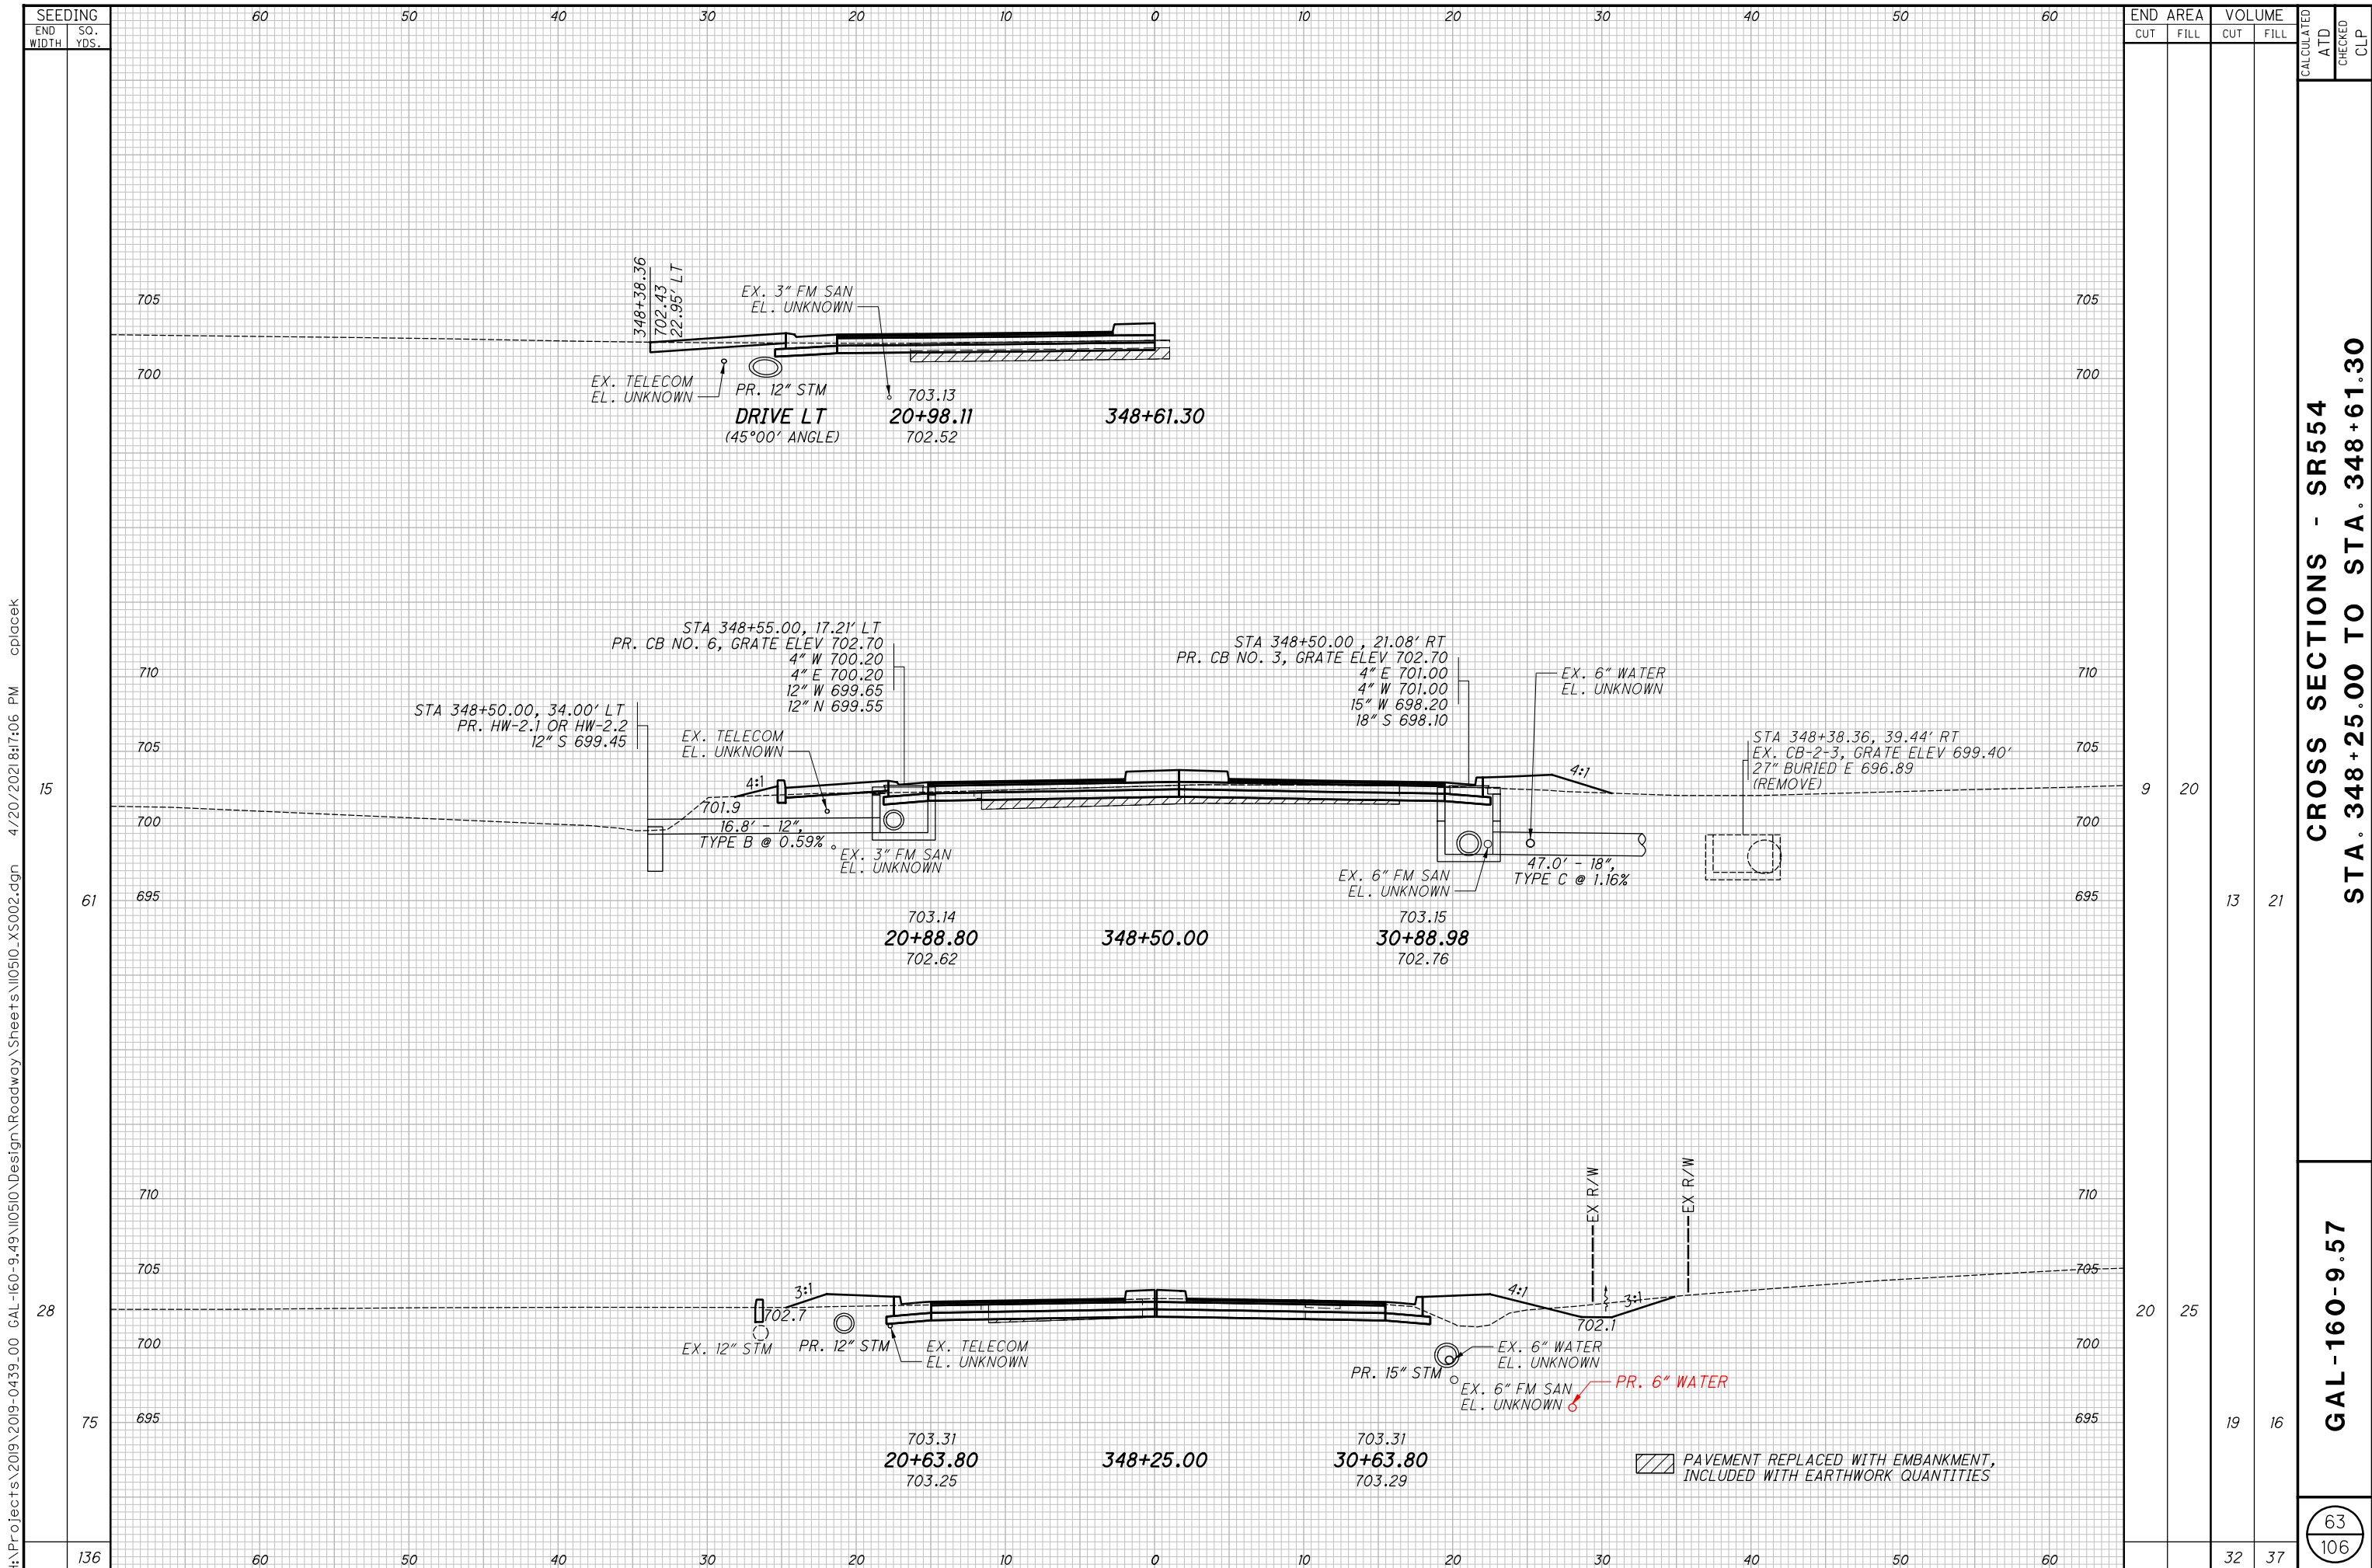 SEEDING
END WIDTH
SQ. YDS.
60 50 40 30 20 10 0 10 20 30 40 50 60
END AREA
VOLUME
CUT FILL CUT FILL
CALCULATED
ATD
CHECKED
CLP
348+38.36
702.43
22.95' LT
EX. 3" FM SAN
EL. UNKNOWN
705 705
700 700
EX. TELECOM
EL. UNKNOWN
PR. 12" STM
703.13
DRIVE LT 20+98.11 348+61.30
(45°00' ANGLE) 702.52
STA 348+55.00, 17.21' LT
PR. CB NO. 6, GRATE ELEV 702.70
4" W 700.20
4" E 700.20
12" W 699.65
12" N 699.55
STA 348+50.00 , 21.08' RT
PR. CB NO. 3, GRATE ELEV 702.70
4" E 701.00
4" W 701.00
15" W 698.20
18" S 698.10
EX. 6" WATER
EL. UNKNOWN
710 710
STA 348+50.00, 34.00' LT
PR. HW-2.1 OR HW-2.2
12" S 699.45
EX. TELECOM
EL. UNKNOWN
STA 348+38.36, 39.44' RT
EX. CB-2-3, GRATE ELEV 699.40'
27" BURIED E 696.89
(REMOVE)
705 705
4:1
4:1
15 9 20
701.9
700 700
16.8' - 12",
TYPE B @ 0.59%
EX. 3" FM SAN
EL. UNKNOWN
EX. 6" FM SAN
EL. UNKNOWN
47.0' - 18",
TYPE C @ 1.16%
61 695 695 13 21
703.14 703.15
20+88.80 348+50.00 30+88.98
702.62 702.76
EX R/W
EX R/W
710 710
705 705
3:1
4:1
3:1
28 20 25
702.7
702.1
700 700
EX. 12" STM
PR. 12" STM
EX. TELECOM
EL. UNKNOWN
EX. 6" WATER
EL. UNKNOWN
PR. 15" STM
EX. 6" FM SAN
EL. UNKNOWN
PR. 6" WATER
75 695 695 19 16
703.31 703.31
20+63.80 348+25.00 30+63.80
703.25 703.29
PAVEMENT REPLACED WITH EMBANKMENT,
INCLUDED WITH EARTHWORK QUANTITIES
136 32 37
60 50 40 30 20 10 0 10 20 30 40 50 60
CROSS SECTIONS - SR554
STA. 348+25.00 TO STA. 348+61.30
GAL-160-9.57
63
106
H:\Projects\2019\2019-0439_00 GAL-160-9.49\110510\Design\Roadway\Sheets\110510_XS002.dgn 4/20/2021 8:17:06 PM cplacek